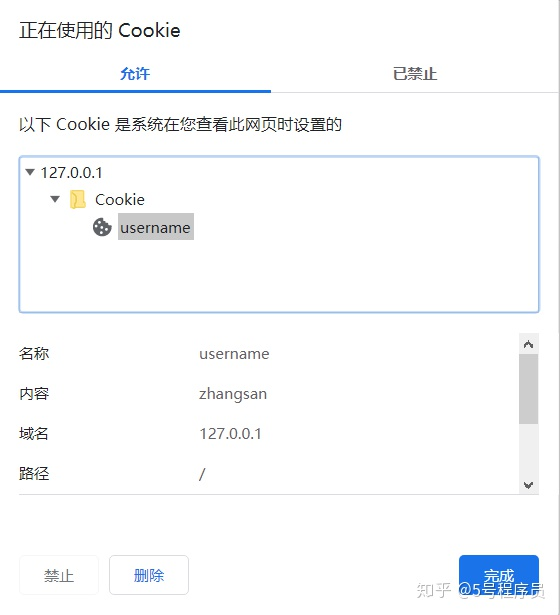 正在使用的 Cookie
允许 已禁止
以下 Cookie 是系统在您查看此网页时设置的
127.0.0.1
Cookie
username
名称 username
内容 zhangsan
域名 127.0.0.1
路径 /
禁止 删除 完成
知乎 @5号程序员